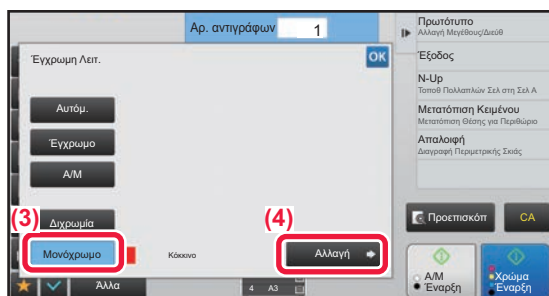 Αρ. αντιγράφων 1
Πρωτότυπο
Αλλαγή Μεγέθους/Διεύθ
Έξοδος
N-Up
Τοποθ Πολλαπλών Σελ στη Σελ Α
Μετατόπιση Κειμένου
Μετατόπιση Θέσης για Περιθώριο
Απαλοιφή
Διαγραφή Περιμετρικής Σκιάς
Έγχρωμη Λειτ.
OK
Αυτόμ.
Έγχρωμο
Α/Μ
(3)
Διχρωμία
(4)
Μονόχρωμο
Κόκκινο
Αλλαγή
Προεπισκόπ
CA
Α/Μ
Έναρξη
Χρώμα
Έναρξη
Άλλα
4 A3